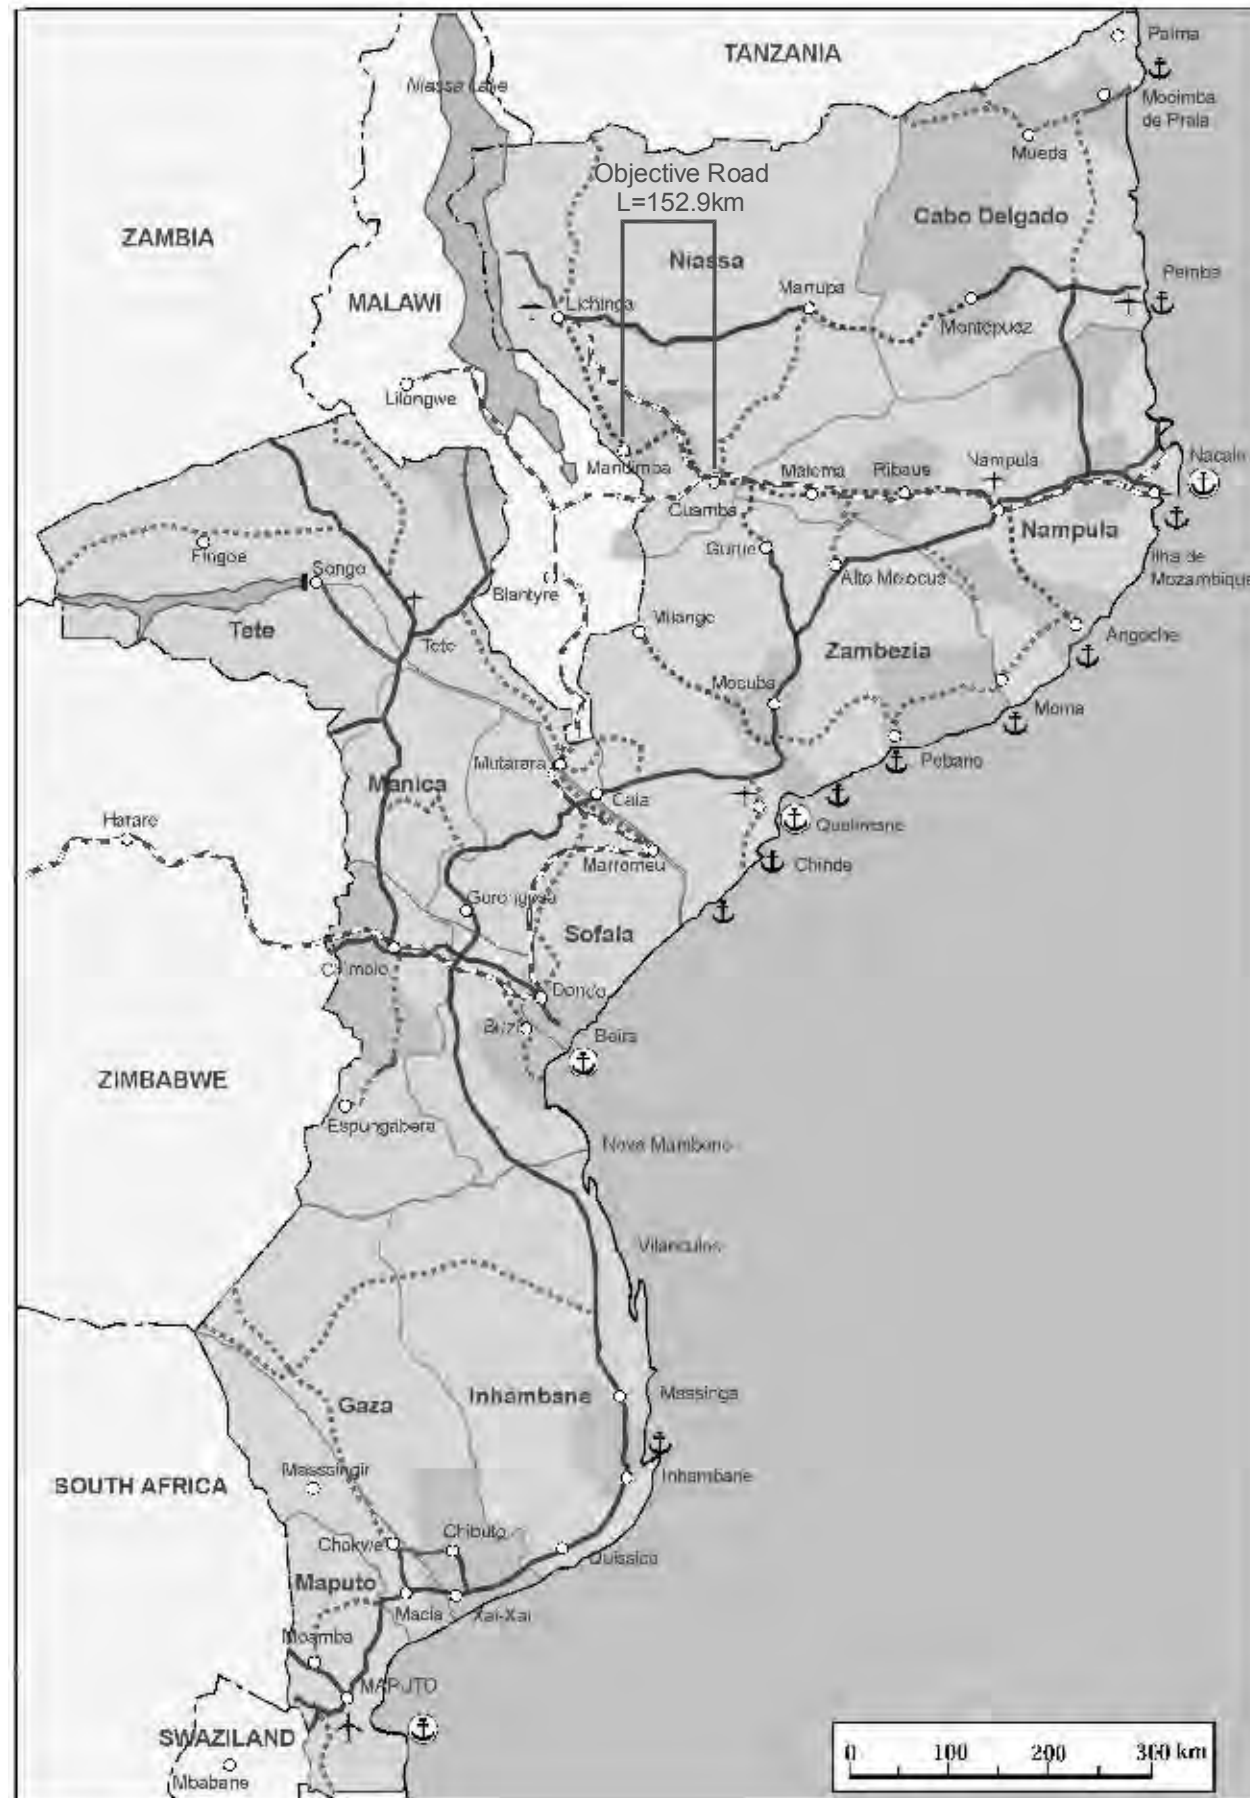 TANZANIA
Palma
Niassa Lake
Mocimba
de Praia
Mueda
Objective Road
L=152.9km
Cabo Delgado
ZAMBIA
Niassa
Pemba
MALAWI
Marrupa
Lichinga
Montepuez
Lilongwe
Mandimba
Malema
Ribaue
Nampula
Nacala
Cuamba
Nampula
Gurue
Fingoe
Songo
Blantyre
Alto Molocue
Ilha de
Mozambique
Tete
Tete
Milange
Zambezia
Angoche
Mocuba
Moma
Mutarara
Pebano
Manica
Caia
Harare
Quelimane
Marromeu
Chinde
Sofala
Dondo
Buzi
Beira
ZIMBABWE
Espungabera
Nova Mambone
Vilanculos
Gaza
Inhambane
Massinga
Masssingir
SOUTH AFRICA
Inhambane
Chokwe
Chibuto
Quissico
Maputo
Macia
Xai-Xai
Moamba
MAPUTO
SWAZILAND
Mbabane
0 100 200 300 km